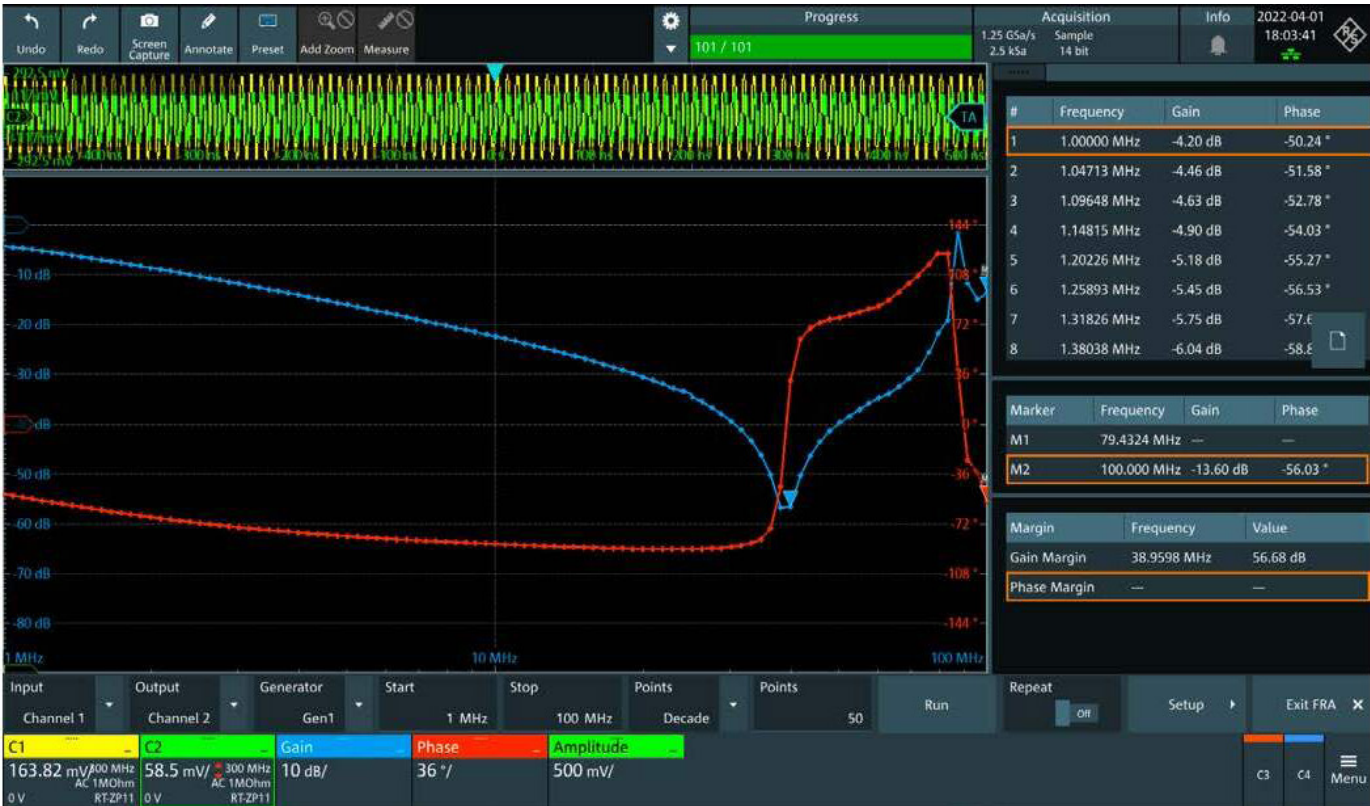 Undo
Redo
Screen Capture
Annotate
Preset
Add Zoom
Measure
Progress
101 / 101
Acquisition
1.25 GSa/s Sample
2.5 kSa 14 bit
Info
2022-04-01
18:03:41
C2
TA
# Frequency Gain Phase
1 1.00000 MHz -4.20 dB -50.24 °
2 1.04713 MHz -4.46 dB -51.58 °
3 1.09648 MHz -4.63 dB -52.78 °
4 1.14815 MHz -4.90 dB -54.03 °
5 1.20226 MHz -5.18 dB -55.27 °
6 1.25893 MHz -5.45 dB -56.53 °
7 1.31826 MHz -5.75 dB -57.6
8 1.38038 MHz -6.04 dB -58.8
144 °
-10 dB 108 °
-20 dB 72 °
-30 dB 36 °
dB 0 °
-50 dB -36 °
-60 dB -72 °
-70 dB -108 °
-80 dB -144 °
1 MHz 10 MHz 100 MHz
Marker Frequency Gain Phase
M1 79.4324 MHz — —
M2 100.000 MHz -13.60 dB -56.03 °
Margin Frequency Value
Gain Margin 38.9598 MHz 56.68 dB
Phase Margin — —
Input Output Generator Start Stop Points Points Run Repeat Setup Exit FRA X
Channel 1 Channel 2 Gen1 1 MHz 100 MHz Decade 50 Off
C1 C2 Gain Phase Amplitude
163.82 mV/ 300 MHz 58.5 mV/ 300 MHz 10 dB/ 36 °/ 500 mV/
AC 1MOhm AC 1MOhm
0 V RT-ZP11 0 V RT-ZP11
C3 C4 Menu